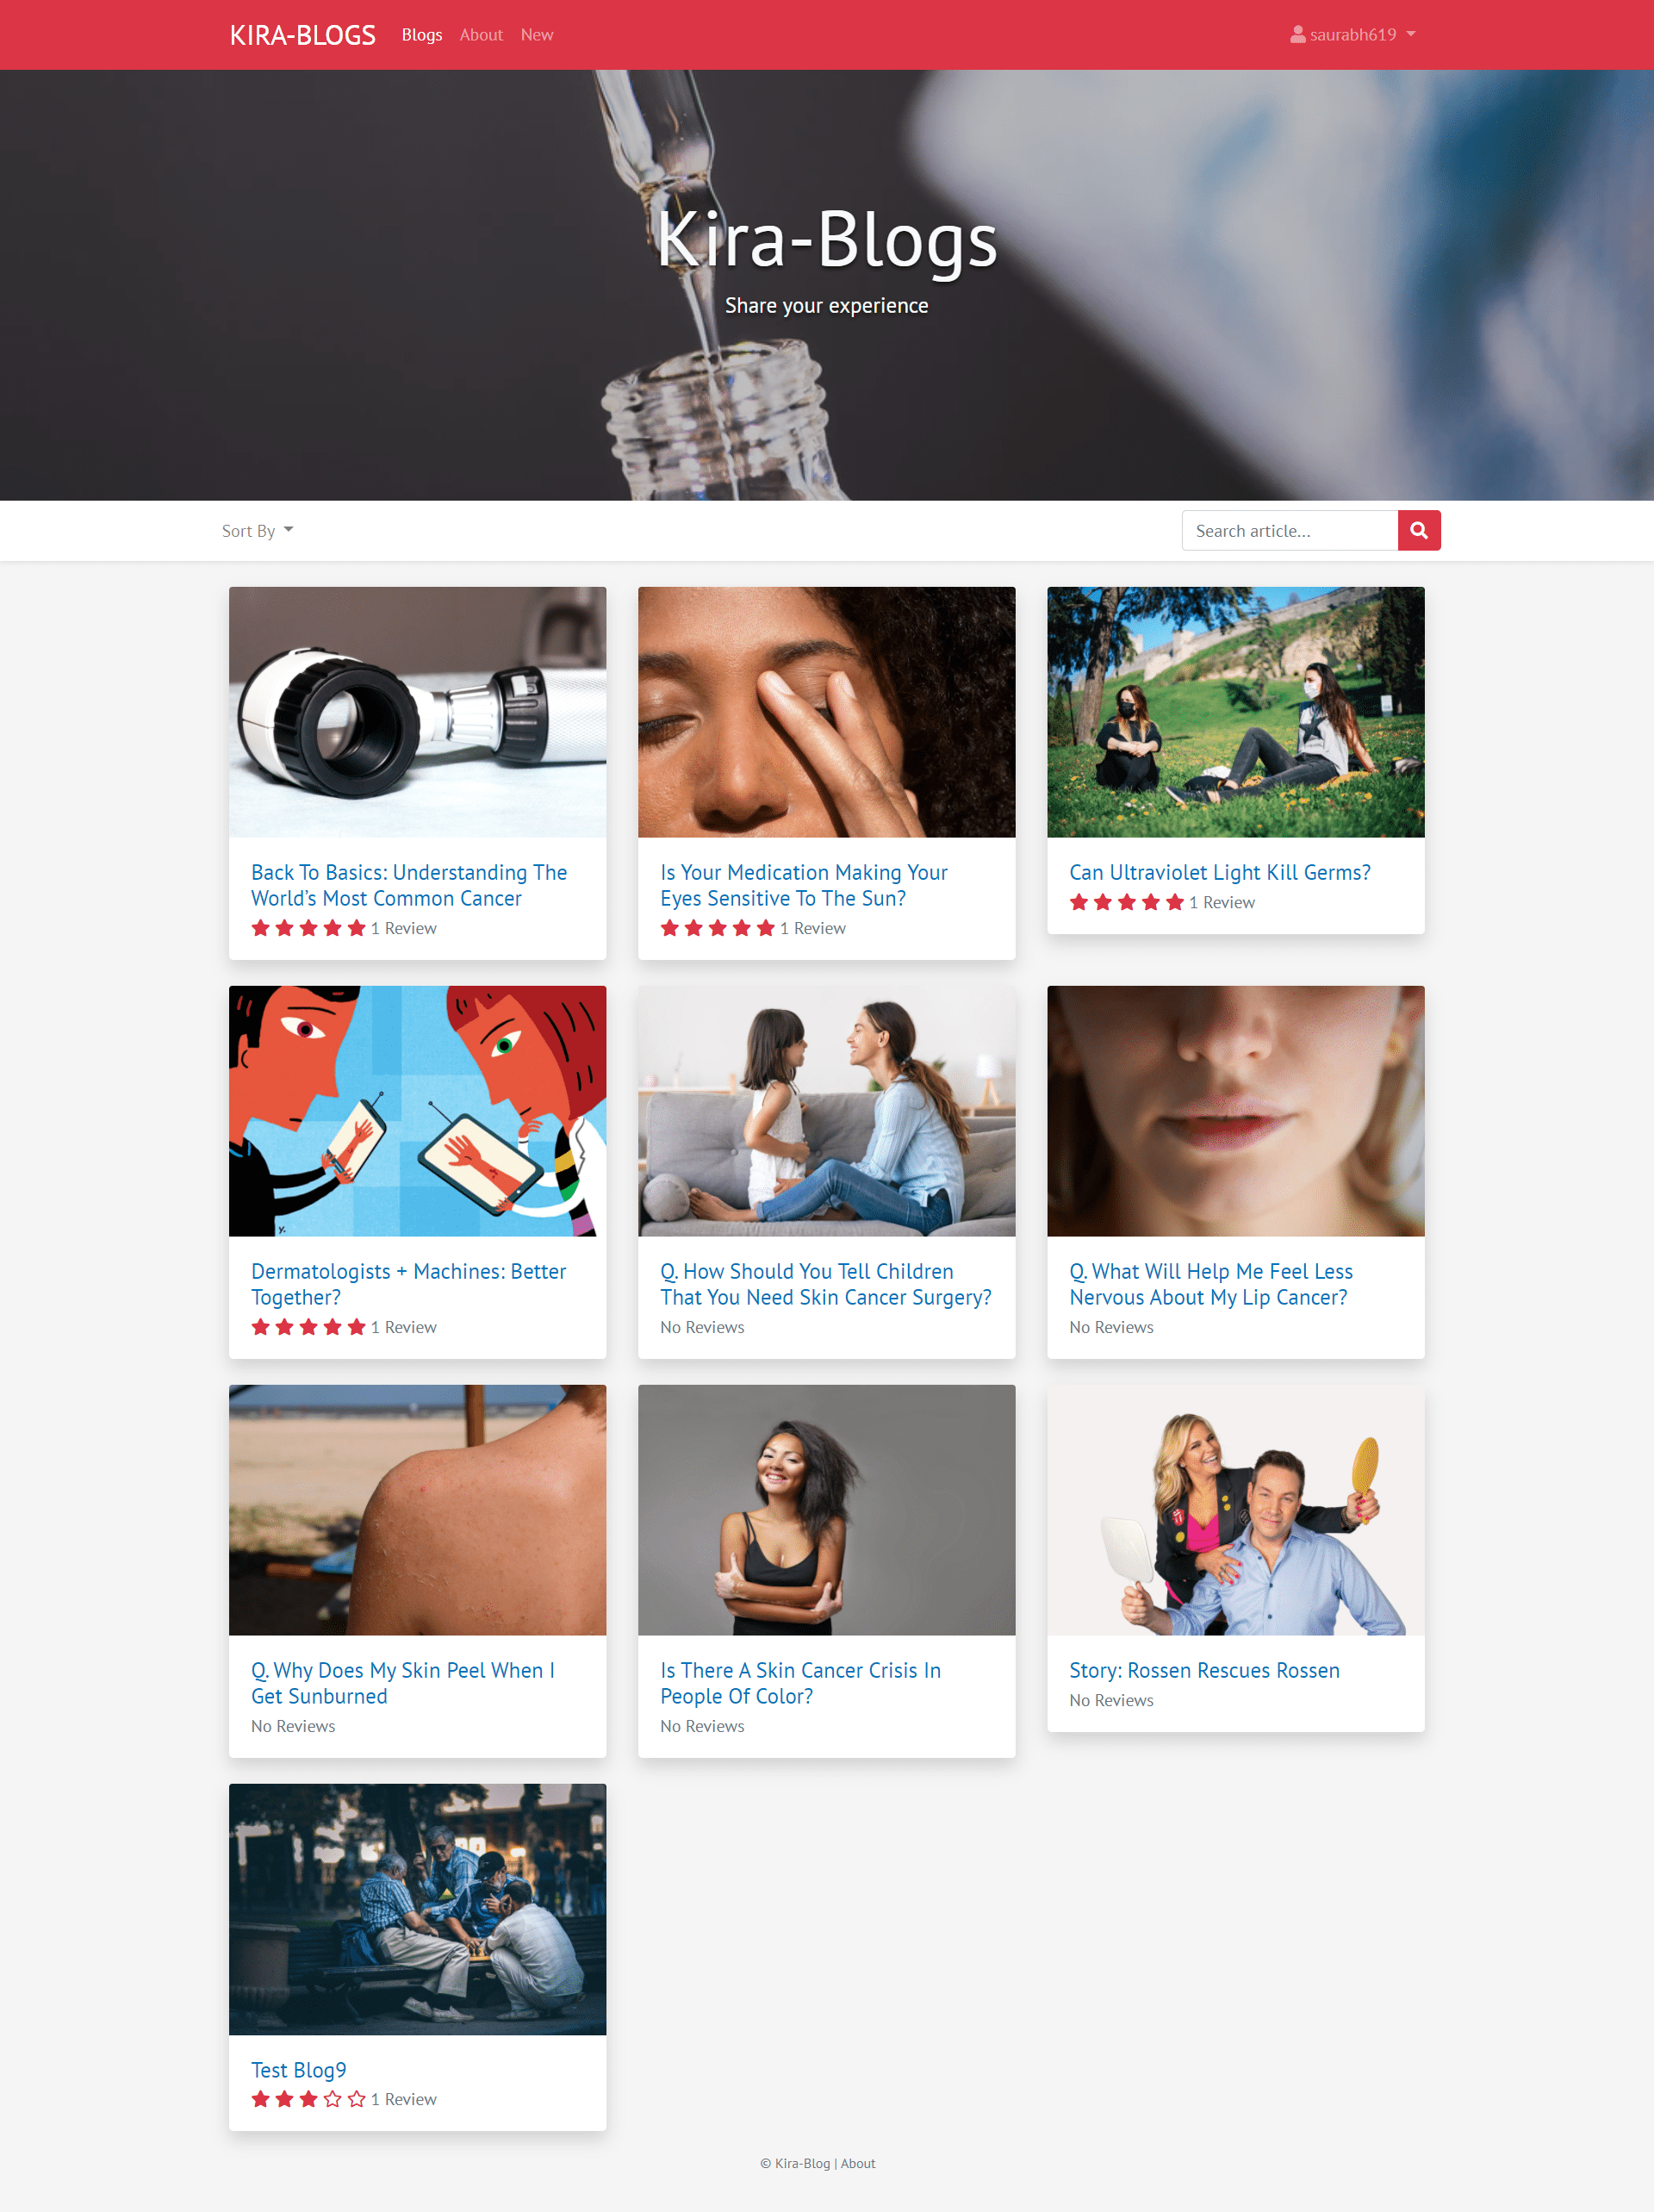 KIRA-BLOGS Blogs About New saurabh619
Kira-Blogs
Share your experience
Sort By Search article...
Back To Basics: Understanding The
World's Most Common Cancer
1 Review
Is Your Medication Making Your
Eyes Sensitive To The Sun?
1 Review
Can Ultraviolet Light Kill Germs?
1 Review
Dermatologists + Machines: Better
Together?
1 Review
Q. How Should You Tell Children
That You Need Skin Cancer Surgery?
No Reviews
Q. What Will Help Me Feel Less
Nervous About My Lip Cancer?
No Reviews
Q. Why Does My Skin Peel When I
Get Sunburned
No Reviews
Is There A Skin Cancer Crisis In
People Of Color?
No Reviews
Story: Rossen Rescues Rossen
No Reviews
Test Blog9
1 Review
© Kira-Blog | About